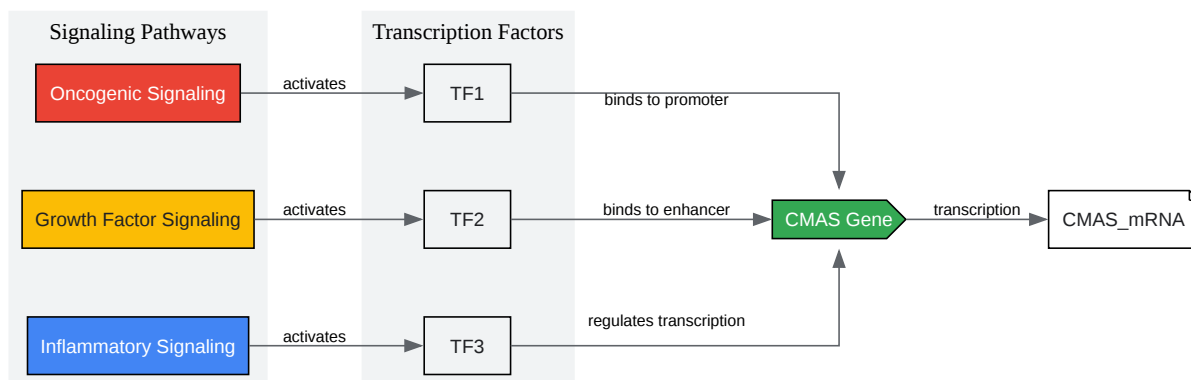 Signaling Pathways
Transcription Factors
Oncogenic Signaling
activates
TF1
binds to promoter
Growth Factor Signaling
activates
TF2
binds to enhancer
CMAS Gene
transcription
CMAS_mRNA
Inflammatory Signaling
activates
TF3
regulates transcription